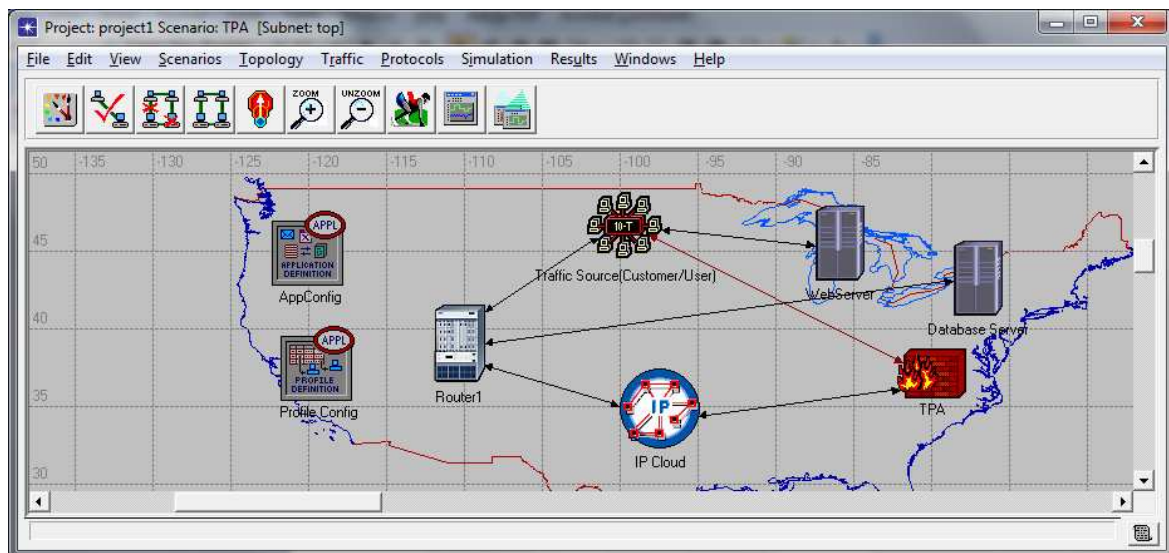 Project: project1 Scenario: TPA [Subnet: top]
File Edit View Scenarios Topology Traffic Protocols Simulation Results Windows Help
ZOOM UNZOOM
50 -135 -130 -125 -120 -115 -110 -105 -100 -95 -90 -85
APPL
10-T
45
APPLICATION
DEFINITION
Traffic Source(Customer/User)
AppConfig
WebServer
40
Database Server
APPL
PROFILE
DEFINITION
35
Router1
IP
TPA
Profile Config
IP Cloud
30